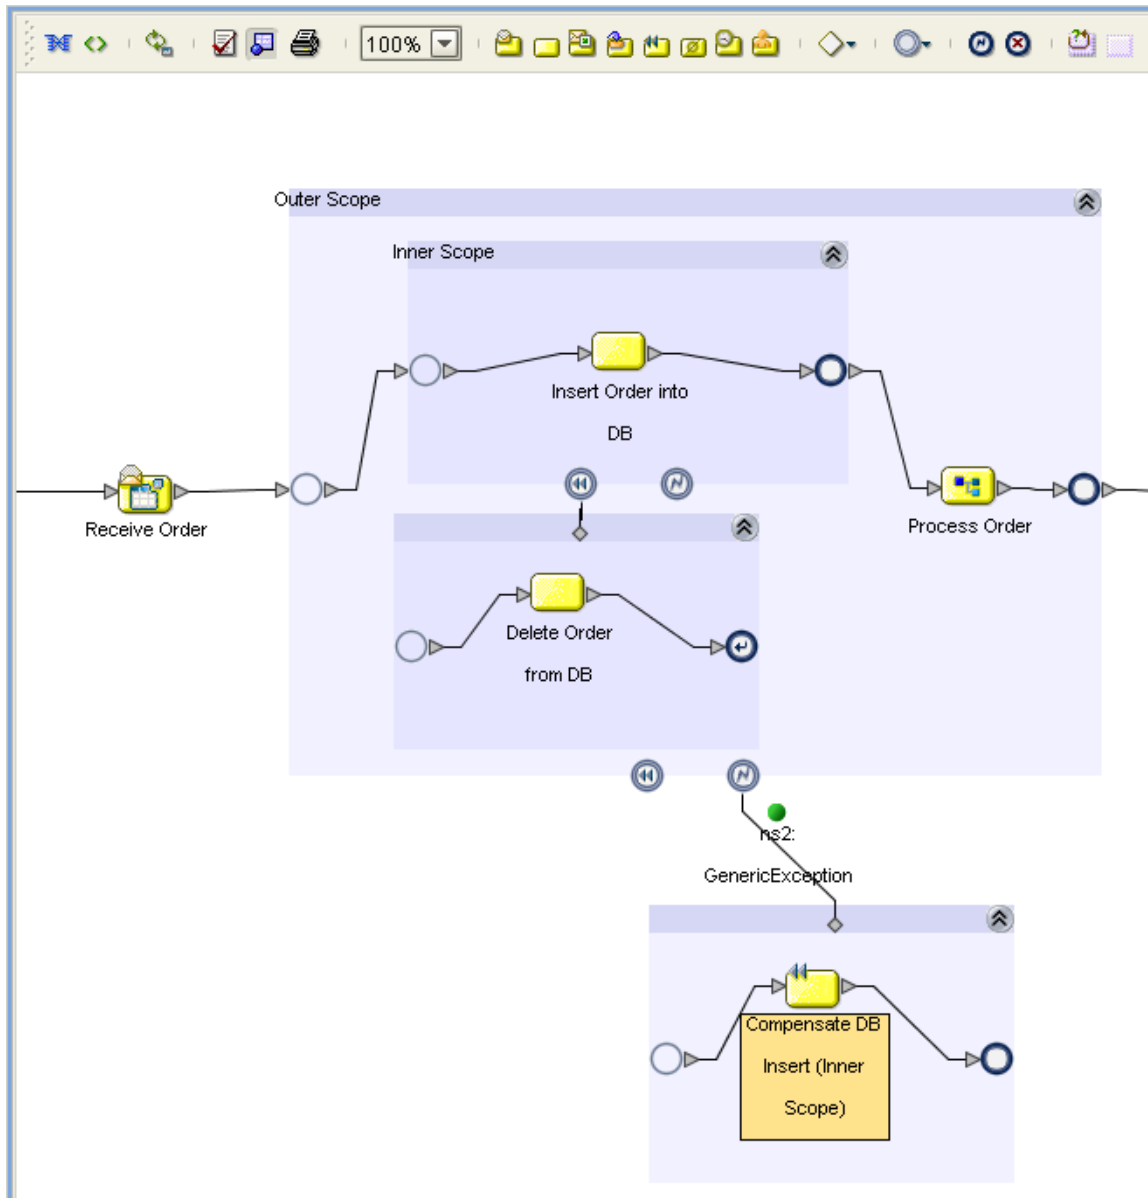 100%
Outer Scope
Inner Scope
Insert Order into
DB
Receive Order
Process Order
Delete Order
from DB
ns2:
GenericException
Compensate DB
Insert (Inner
Scope)